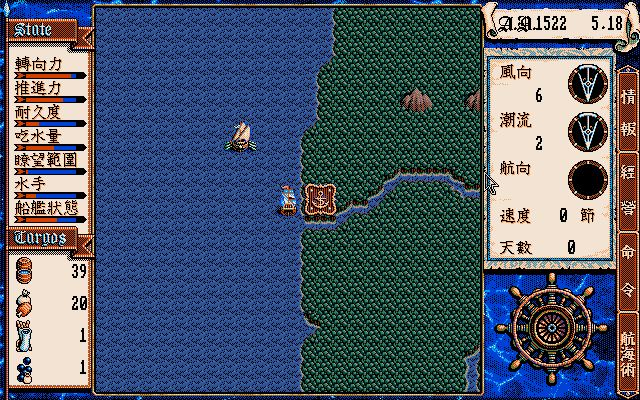 State
轉向力
推進力
耐久度
吃水量
瞭望範圍
水手
船艦狀態
Cargos
39
20
1
1
A.D.1522 5.18
風向
6
潮流
2
航向
速度 0 節
天數 0
情報
經營
命令
航海術